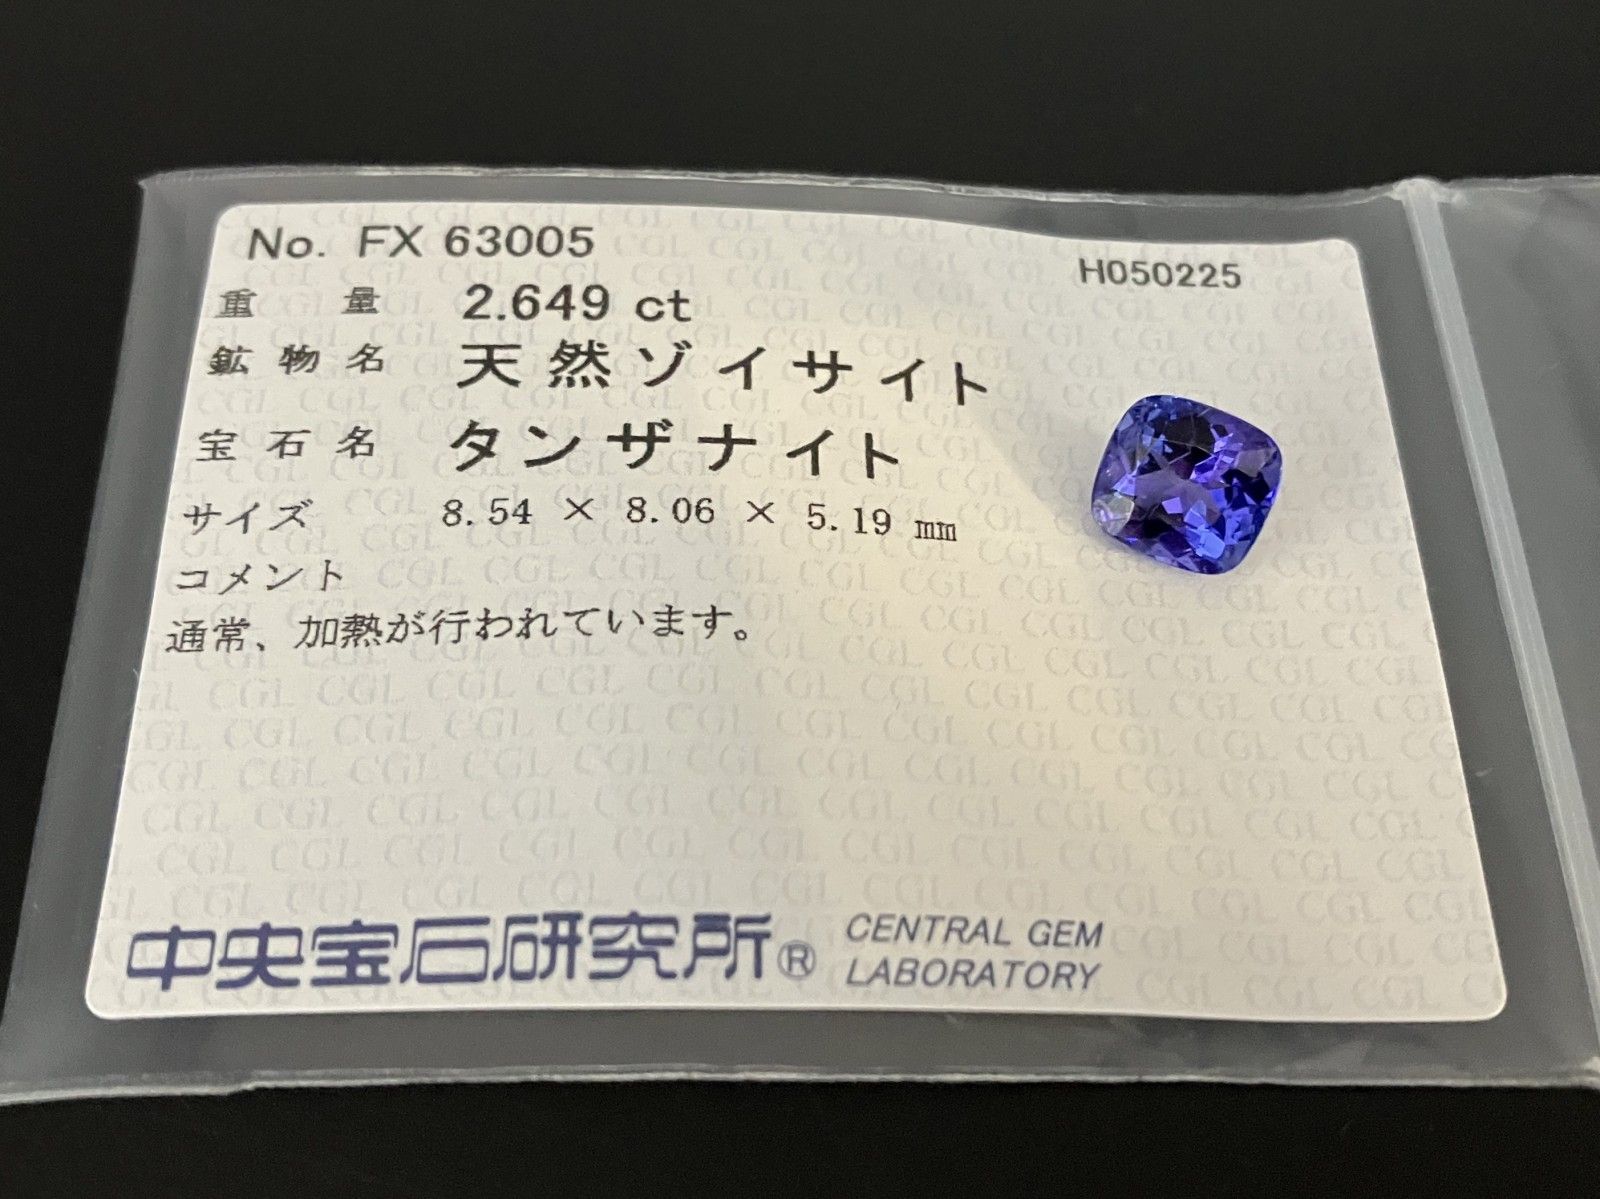 No. FX 63005
H050225
重量 2.649 ct
鉱物名 天然ゾイサイト
宝石名 タンザナイト
サイズ 8.54 × 8.06 × 5.19 mm
コメント
通常、加熱が行われています。
中央宝石研究所® CENTRAL GEM
LABORATORY